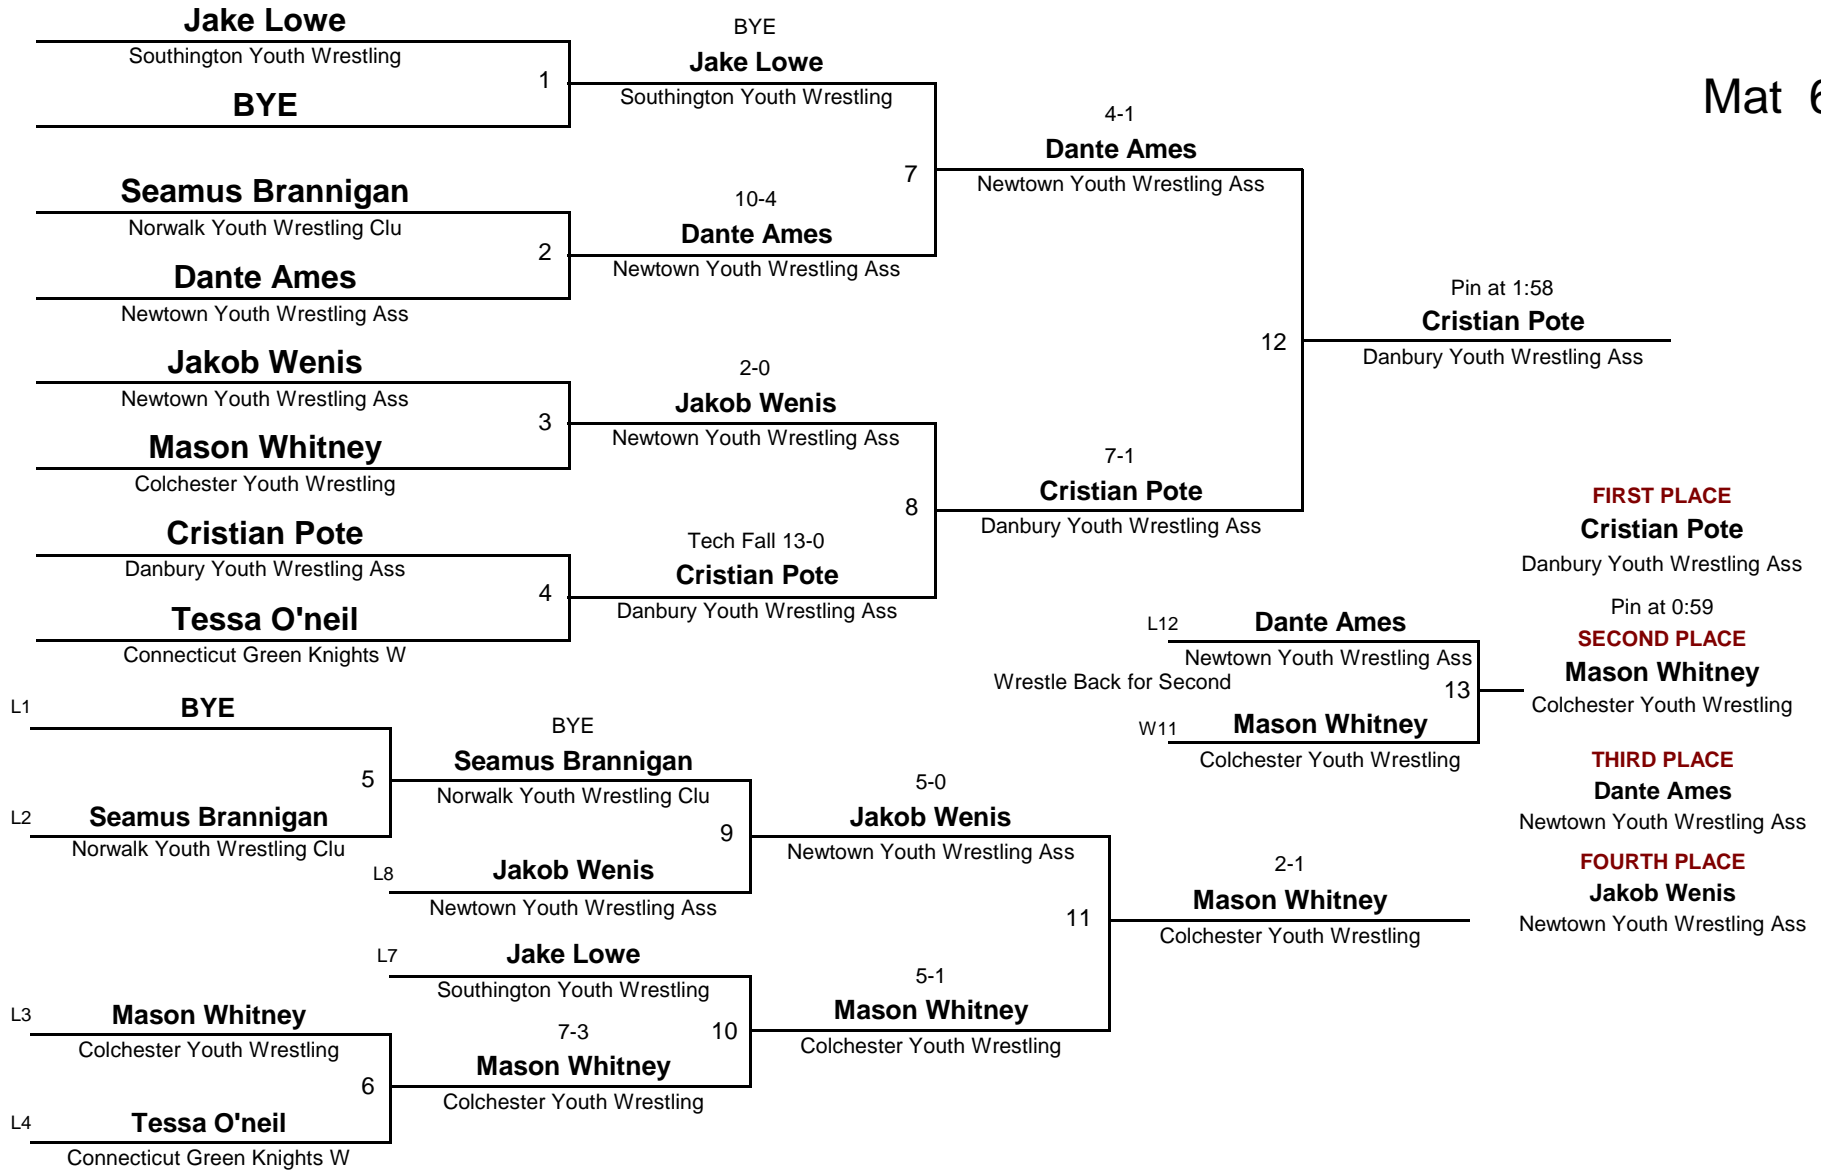 Jake Lowe
Southington Youth Wrestling
1
BYE
BYE
Jake Lowe
Southington Youth Wrestling
Mat 6
Seamus Brannigan
Norwalk Youth Wrestling Clu
2
Dante Ames
Newtown Youth Wrestling Ass
10-4
Dante Ames
Newtown Youth Wrestling Ass
7
4-1
Dante Ames
Newtown Youth Wrestling Ass
Jakob Wenis
Newtown Youth Wrestling Ass
3
Mason Whitney
Colchester Youth Wrestling
2-0
Jakob Wenis
Newtown Youth Wrestling Ass
Cristian Pote
Danbury Youth Wrestling Ass
4
Tessa O'neil
Connecticut Green Knights W
Tech Fall 13-0
Cristian Pote
Danbury Youth Wrestling Ass
8
7-1
Cristian Pote
Danbury Youth Wrestling Ass
12
Pin at 1:58
Cristian Pote
Danbury Youth Wrestling Ass
FIRST PLACE
Cristian Pote
Danbury Youth Wrestling Ass
L12
Dante Ames
Newtown Youth Wrestling Ass
Wrestle Back for Second
13
W11
Mason Whitney
Colchester Youth Wrestling
Pin at 0:59
SECOND PLACE
Mason Whitney
Colchester Youth Wrestling
THIRD PLACE
Dante Ames
Newtown Youth Wrestling Ass
FOURTH PLACE
Jakob Wenis
Newtown Youth Wrestling Ass
L1
BYE
5
L2
Seamus Brannigan
Norwalk Youth Wrestling Clu
BYE
Seamus Brannigan
Norwalk Youth Wrestling Clu
9
L8
Jakob Wenis
Newtown Youth Wrestling Ass
5-0
Jakob Wenis
Newtown Youth Wrestling Ass
L7
Jake Lowe
Southington Youth Wrestling
10
L3
Mason Whitney
Colchester Youth Wrestling
6
L4
Tessa O'neil
Connecticut Green Knights W
7-3
Mason Whitney
Colchester Youth Wrestling
5-1
Mason Whitney
Colchester Youth Wrestling
11
2-1
Mason Whitney
Colchester Youth Wrestling